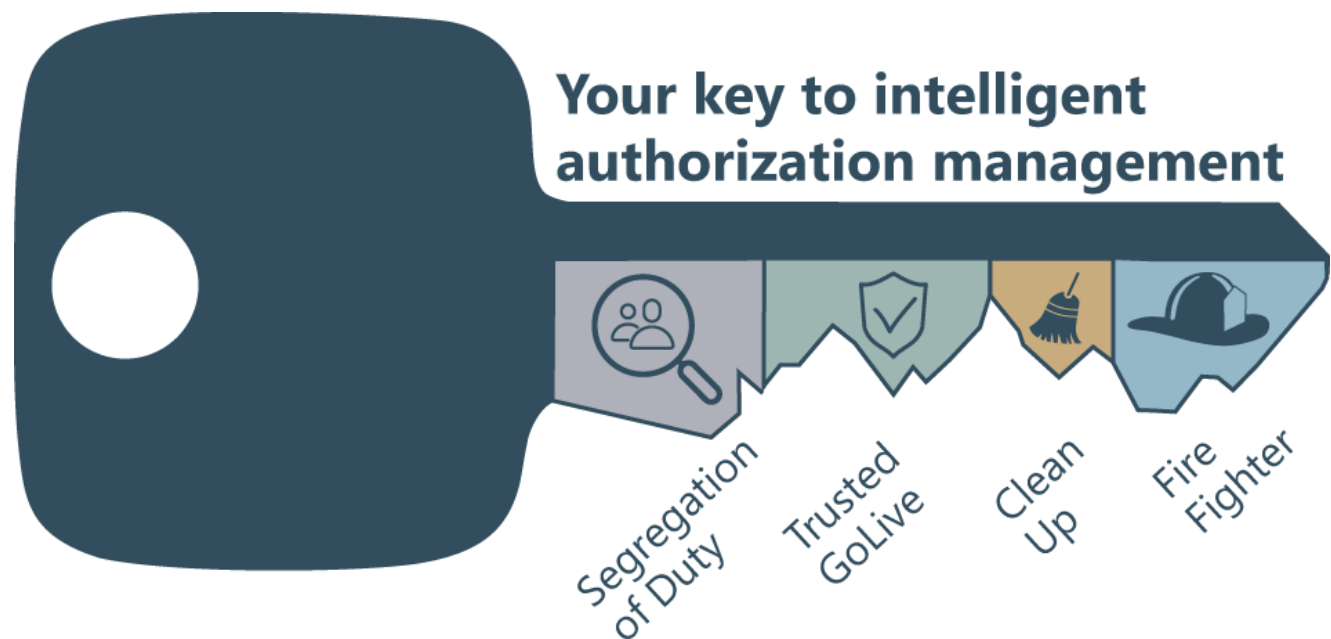 Your key to intelligent
authorization management
Segregation
of Duty
Trusted
GoLive
Clean
Up
Fire
Fighter